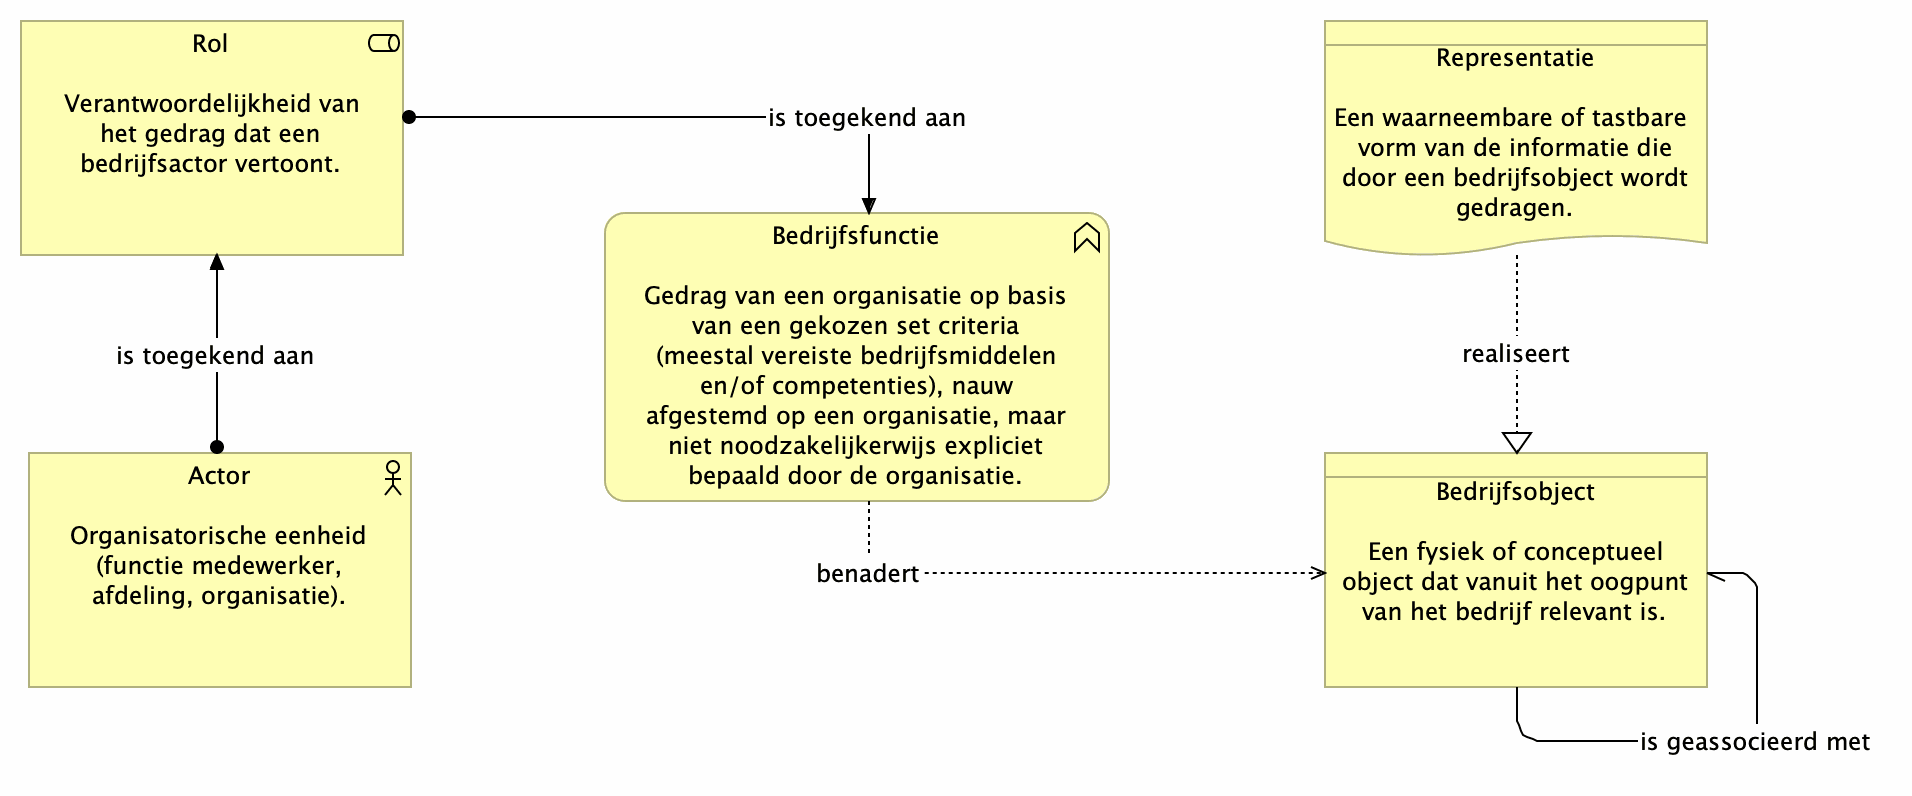 Rol
Verantwoordelijkheid van
het gedrag dat een
bedrijfsactor vertoont.
is toegekend aan
Representatie
Een waarneembare of tastbare
vorm van de informatie die
door een bedrijfsobject wordt
gedragen.
Bedrijfsfunctie
Gedrag van een organisatie op basis
van een gekozen set criteria
(meestal vereiste bedrijfsmiddelen
en/of competenties), nauw
afgestemd op een organisatie, maar
niet noodzakelijkerwijs expliciet
bepaald door de organisatie.
is toegekend aan
realiseert
Actor
Organisatorische eenheid
(functie medewerker,
afdeling, organisatie).
benadert
Bedrijfsobject
Een fysiek of conceptueel
object dat vanuit het oogpunt
van het bedrijf relevant is.
is geassocieerd met